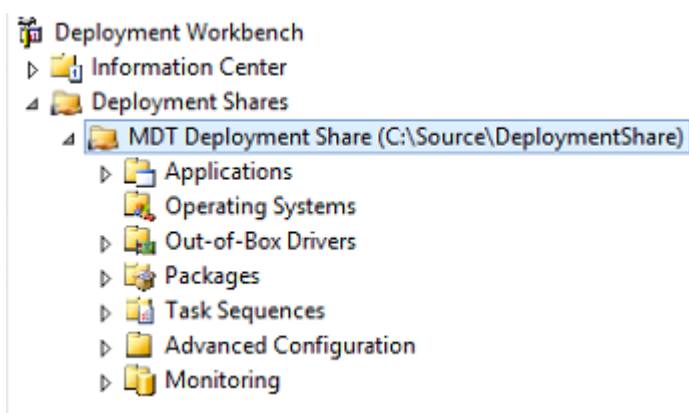 Deployment Workbench
Information Center
Deployment Shares
MDT Deployment Share (C:\Source\DeploymentShare)
Applications
Operating Systems
Out-of-Box Drivers
Packages
Task Sequences
Advanced Configuration
Monitoring